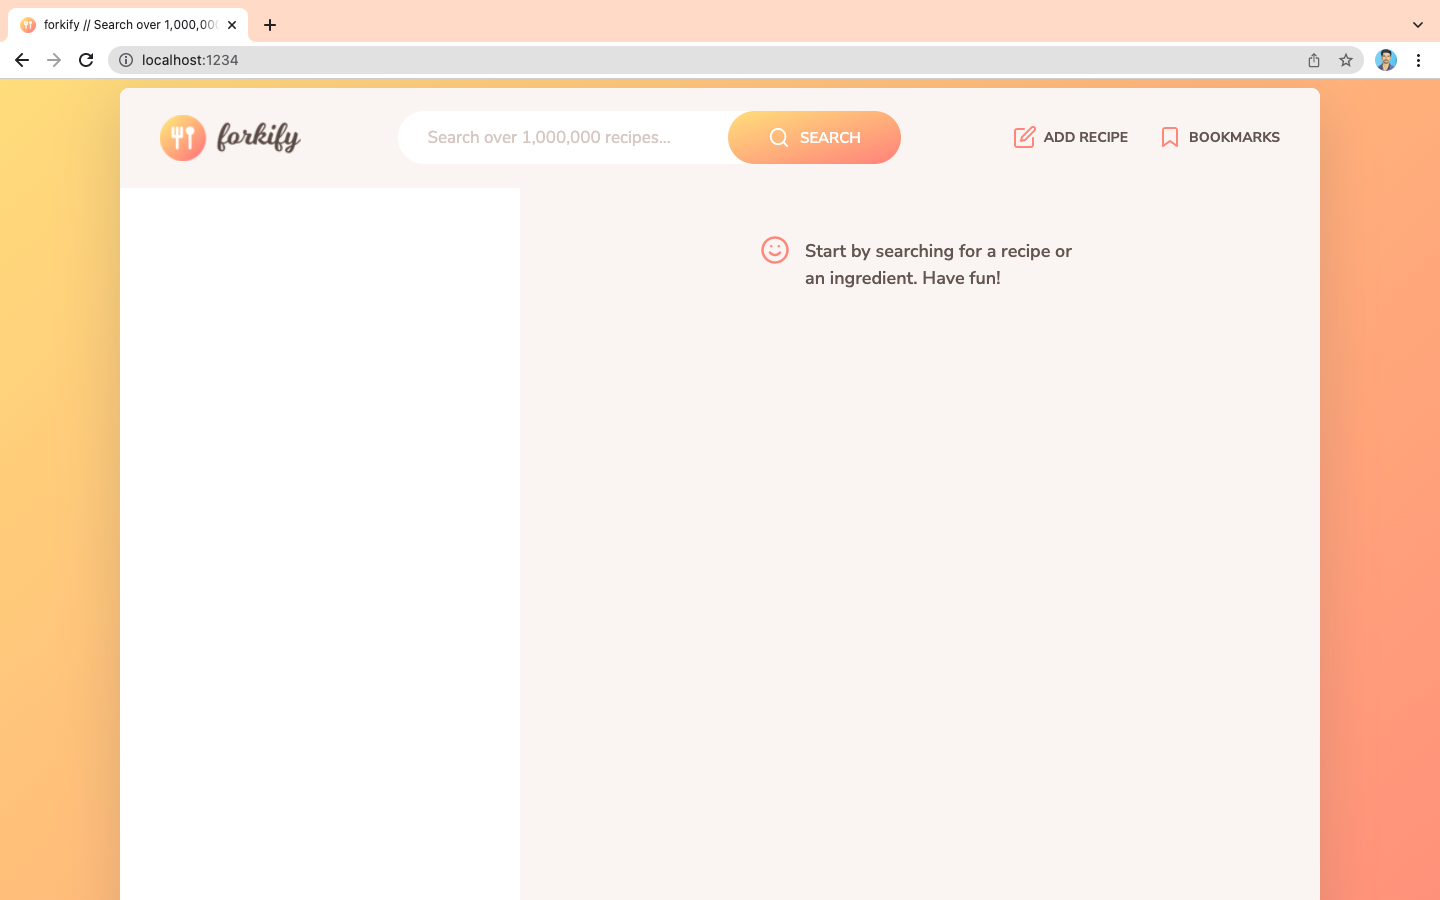 forkify // Search over 1,000,000
localhost:1234
forkify
Search over 1,000,000 recipes...
SEARCH
ADD RECIPE
BOOKMARKS
Start by searching for a recipe or
an ingredient. Have fun!